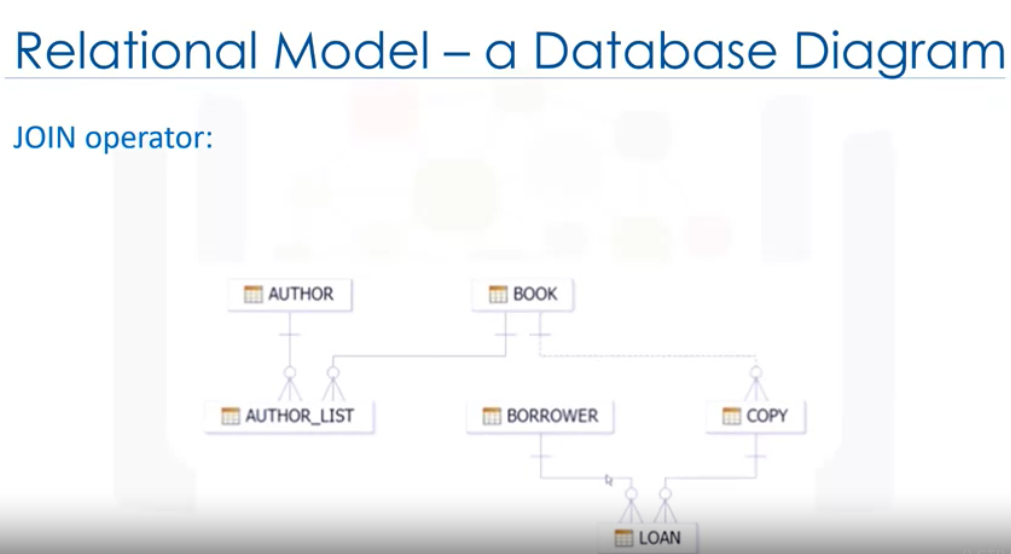 Relational Model – a Database Diagram
JOIN operator:
AUTHOR
BOOK
AUTHOR_LIST
BORROWER
COPY
LOAN